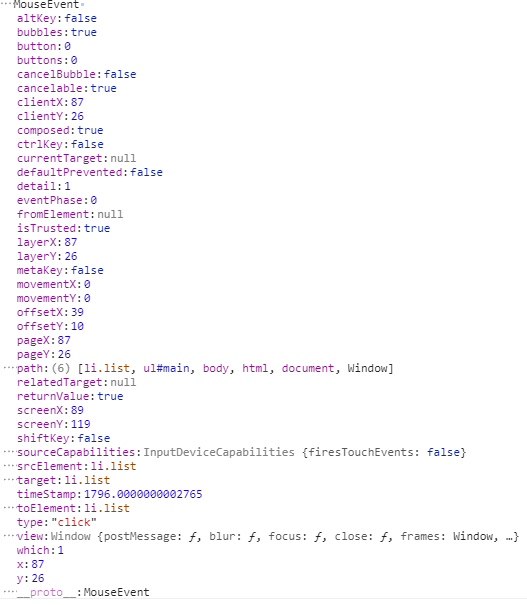 MouseEvent
altKey:false
bubbles:true
button:0
buttons:0
cancelBubble:false
cancelable:true
clientX:87
clientY:26
composed:true
ctrlKey:false
currentTarget:null
defaultPrevented:false
detail:1
eventPhase:0
fromElement:null
isTrusted:true
layerX:87
layerY:26
metaKey:false
movementX:0
movementY:0
offsetX:39
offsetY:10
pageX:87
pageY:26
path:(6) [li.list, ul#main, body, html, document, Window]
relatedTarget:null
returnValue:true
screenX:89
screenY:119
shiftKey:false
sourceCapabilities:InputDeviceCapabilities {firesTouchEvents: false}
srcElement:li.list
target:li.list
timeStamp:1796.0000000002765
toElement:li.list
type:"click"
view:Window {postMessage: ƒ, blur: ƒ, focus: ƒ, close: ƒ, frames: Window, …}
which:1
x:87
y:26
__proto__:MouseEvent